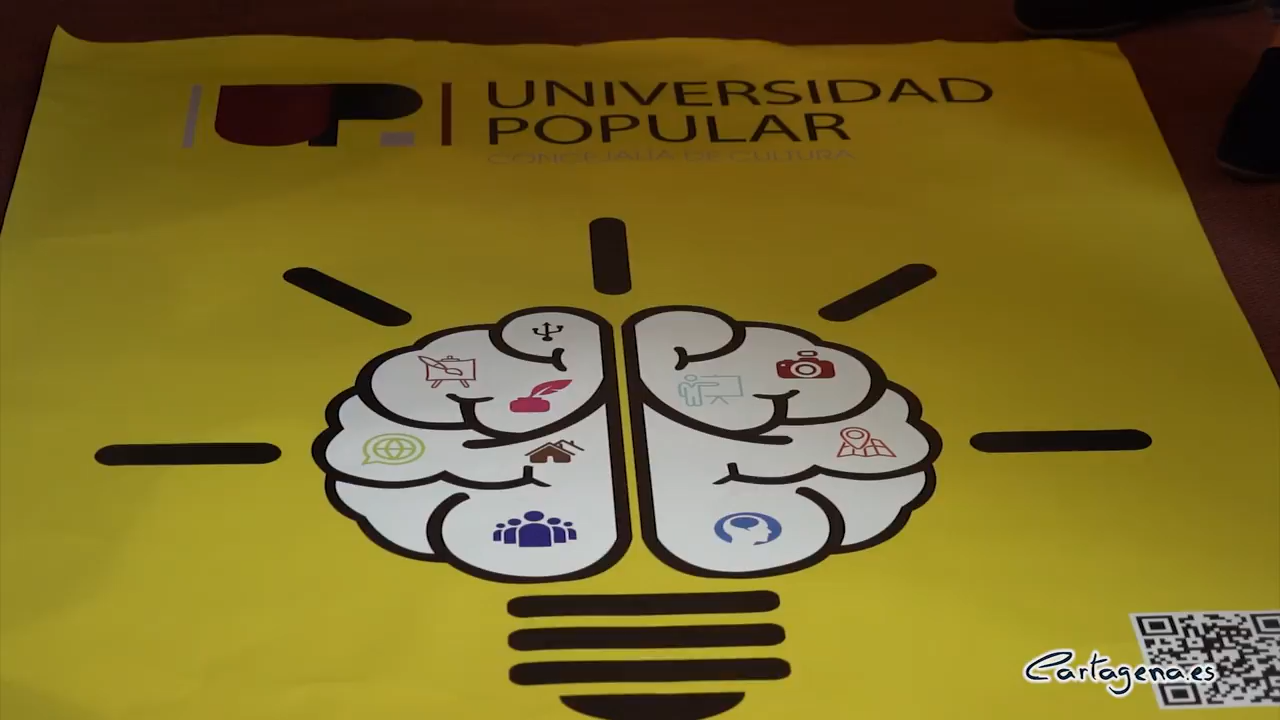 UP.
UNIVERSIDAD
POPULAR
CONCEJALÍA DE CULTURA
Cartagena.es